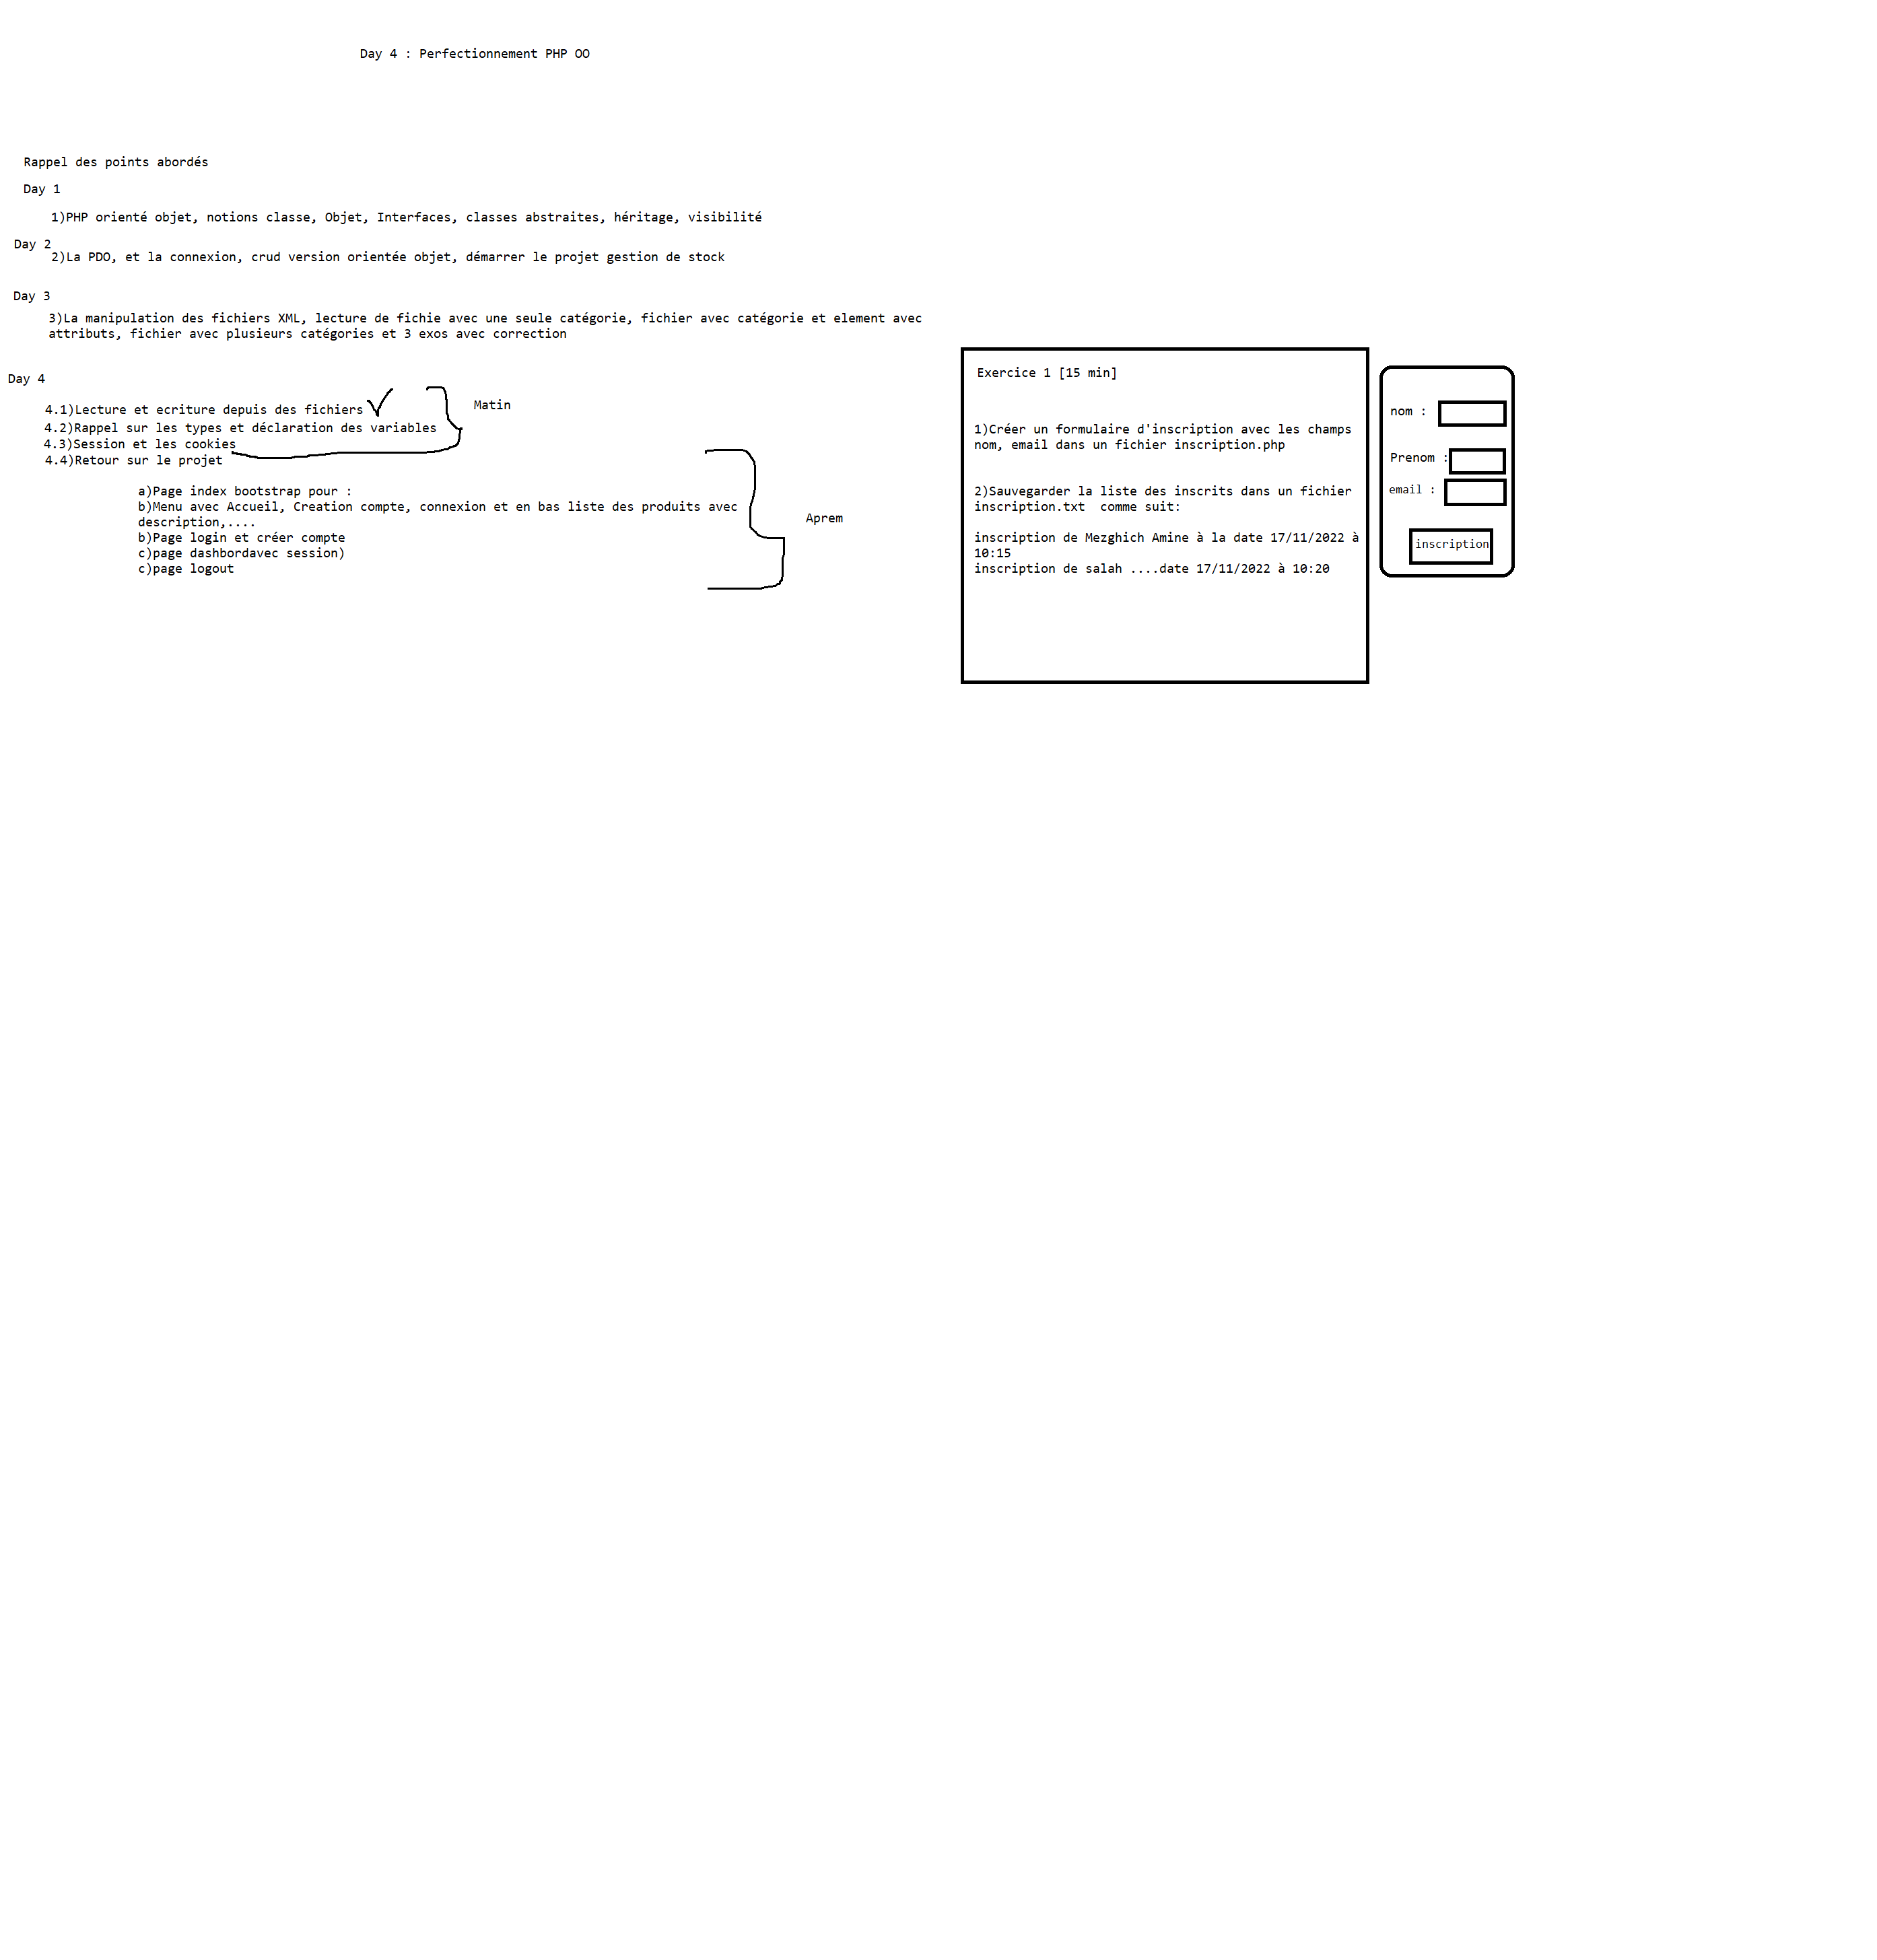 Day 4 : Perfectionnement PHP OO
Rappel des points abordés
Day 1
1)PHP orienté objet, notions classe, Objet, Interfaces, classes abstraites, héritage, visibilité
Day 2
2)La PDO, et la connexion, crud version orientée objet, démarrer le projet gestion de stock
Day 3
3)La manipulation des fichiers XML, lecture de fichie avec une seule catégorie, fichier avec catégorie et element avec
attributs, fichier avec plusieurs catégories et 3 exos avec correction
Day 4
4.1)Lecture et ecriture depuis des fichiers
4.2)Rappel sur les types et déclaration des variables
4.3)Session et les cookies
4.4)Retour sur le projet
Matin
a)Page index bootstrap pour :
b)Menu avec Accueil, Creation compte, connexion et en bas liste des produits avec
description,....
b)Page login et créer compte
c)page dashbordavec session)
c)page logout
Aprem
Exercice 1 [15 min]
1)Créer un formulaire d'inscription avec les champs
nom, email dans un fichier inscription.php
2)Sauvegarder la liste des inscrits dans un fichier
inscription.txt  comme suit:
inscription de Mezghich Amine à la date 17/11/2022 à
10:15
inscription de salah ....date 17/11/2022 à 10:20
nom :
Prenom :
email :
inscription